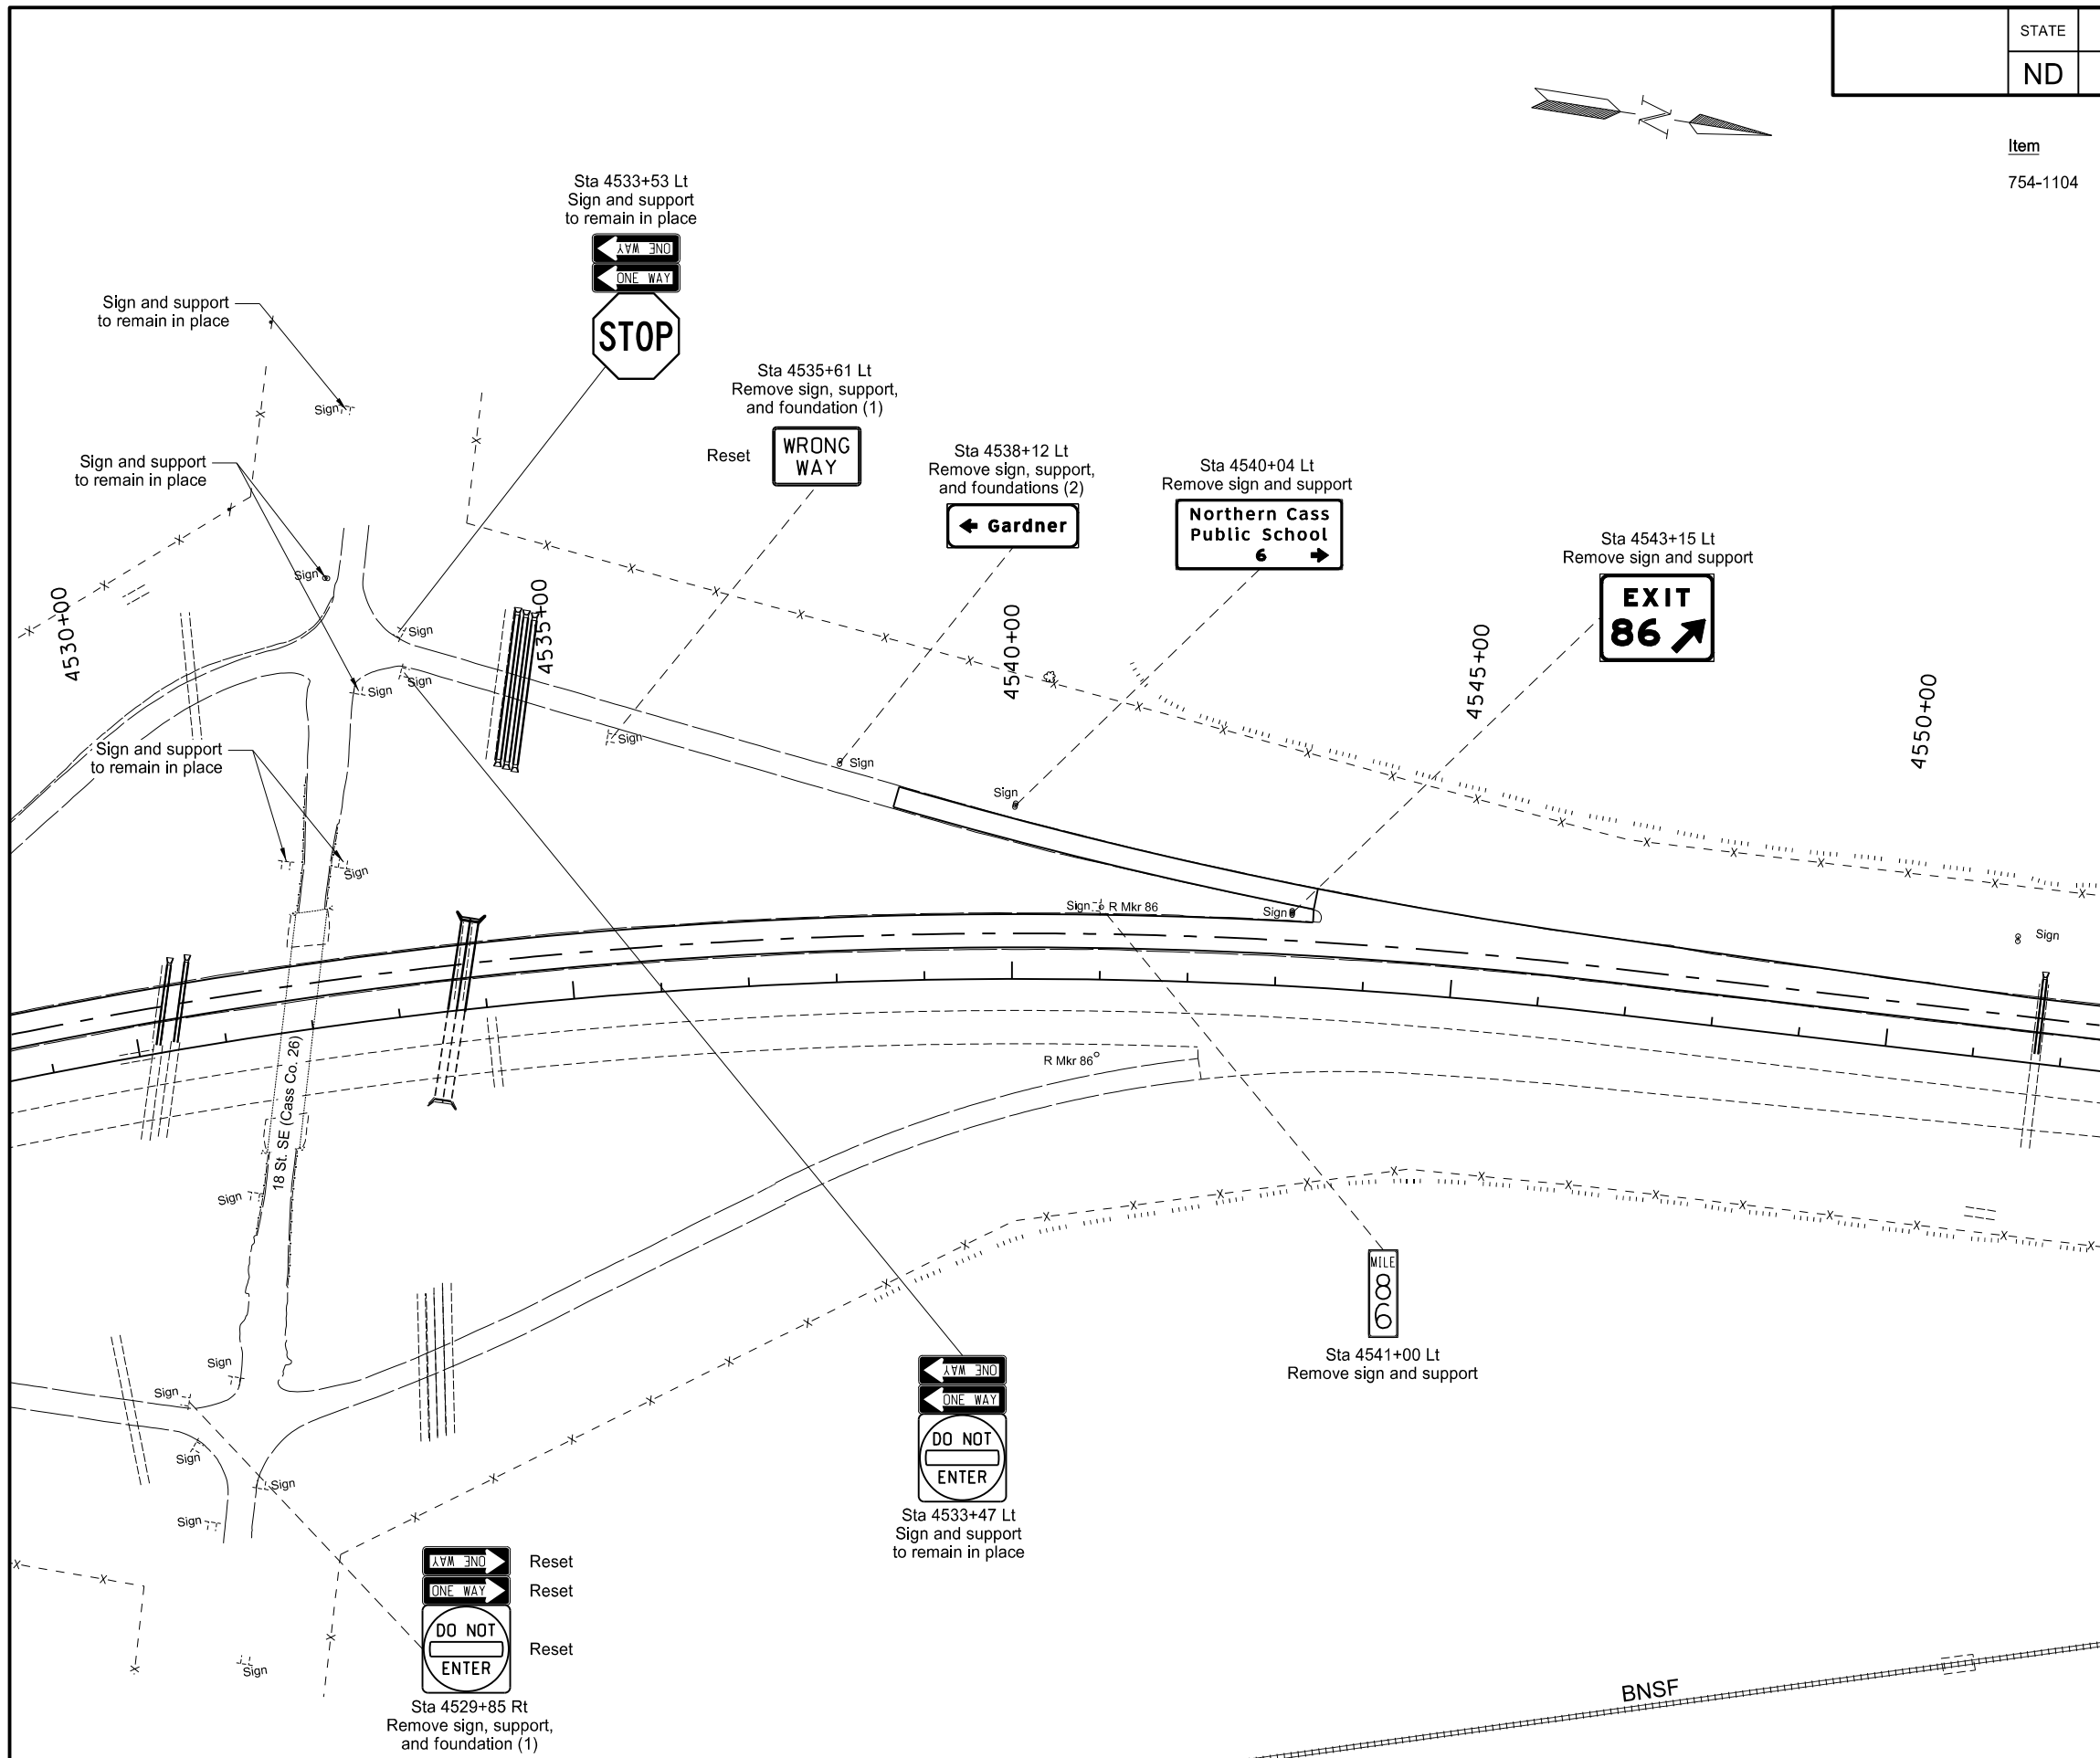 STATE
ND
N
Item
754-1104
Sta 4533+53 Lt
Sign and support
to remain in place
ONE WAY
ONE WAY
STOP
Sign and support
to remain in place
Sign
Sta 4535+61 Lt
Remove sign, support,
and foundation (1)
Reset
WRONG
WAY
Sign and support
to remain in place
Sign
Sta 4538+12 Lt
Remove sign, support,
and foundations (2)
Gardner
Sta 4540+04 Lt
Remove sign and support
Northern Cass
Public School
6
Sta 4543+15 Lt
Remove sign and support
EXIT
86
4530+00
4535+00
4540+00
4545+00
4550+00
Sign
Sign
Sign
Sign
Sign
Sign
Sign and support
to remain in place
Sign
Sign
R Mkr 86
Sign
Sign
R Mkr 86
18 St. SE (Cass Co. 26)
Sign
MILE
8
6
Sta 4541+00 Lt
Remove sign and support
Sign
Sign
Sign
Sign
Sign
ONE WAY
ONE WAY
DO NOT
ENTER
Sta 4533+47 Lt
Sign and support
to remain in place
ONE WAY
Reset
ONE WAY
Reset
DO NOT
ENTER
Reset
Sta 4529+85 Rt
Remove sign, support,
and foundation (1)
Sign
BNSF